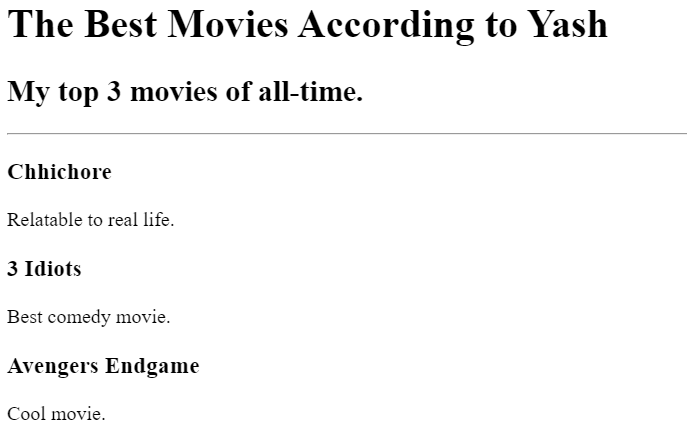 The Best Movies According to Yash
My top 3 movies of all-time.
Chhichore
Relatable to real life.
3 Idiots
Best comedy movie.
Avengers Endgame
Cool movie.